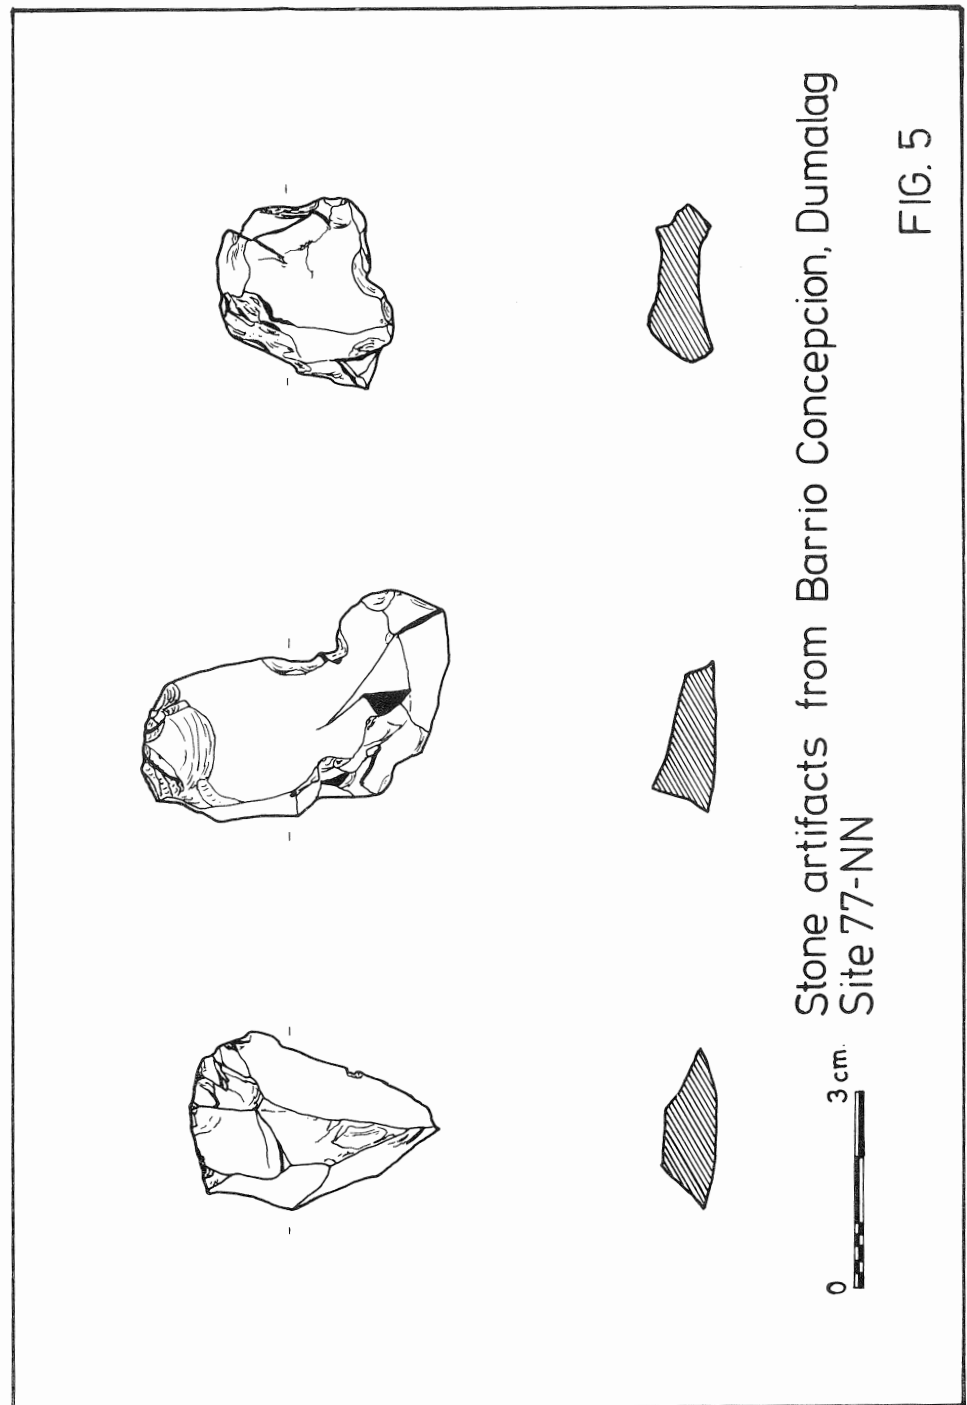 0 3 cm.
Stone artifacts from Barrio Concepcion, Dumalag
Site 77-NN
FIG. 5